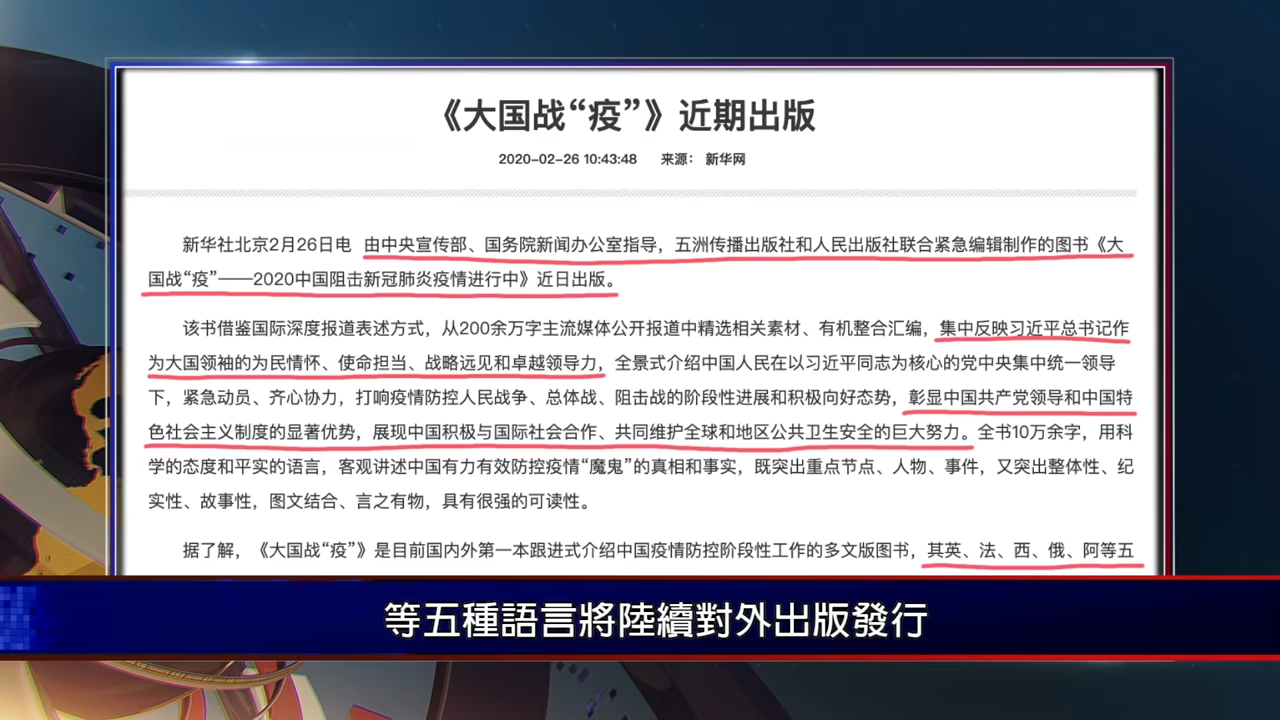 《大国战“疫”》近期出版
2020-02-26 10:43:48 来源： 新华网
新华社北京2月26日电 由中央宣传部、国务院新闻办公室指导，五洲传播出版社和人民出版社联合紧急编辑制作的图书《大
国战“疫”——2020中国阻击新冠肺炎疫情进行中》近日出版。
该书借鉴国际深度报道表述方式，从200余万字主流媒体公开报道中精选相关素材、有机整合汇编，集中反映习近平总书记作
为大国领袖的为民情怀、使命担当、战略远见和卓越领导力，全景式介绍中国人民在以习近平同志为核心的党中央集中统一领导
下，紧急动员、齐心协力，打响疫情防控人民战争、总体战、阻击战的阶段性进展和积极向好态势，彰显中国共产党领导和中国特
色社会主义制度的显著优势，展现中国积极与国际社会合作、共同维护全球和地区公共卫生安全的巨大努力。全书10万余字，用科
学的态度和平实的语言，客观讲述中国有力有效防控疫情“魔鬼”的真相和事实，既突出重点节点、人物、事件，又突出整体性、纪
实性、故事性，图文结合、言之有物，具有很强的可读性。
据了解，《大国战“疫”》是目前国内外第一本跟进式介绍中国疫情防控阶段性工作的多文版图书，其英、法、西、俄、阿等五
等五種語言將陸續對外出版發行